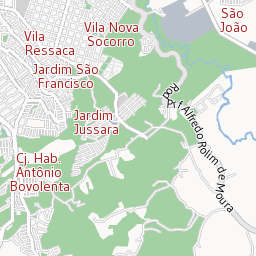 São
João
Vila Nova
Socorro
Vila
Ressaca
Jardim São
Francisco
Jardim
Jussara
Cj. Hab.
Antônio
Bovolenta
Alfredo Rolim de Moura